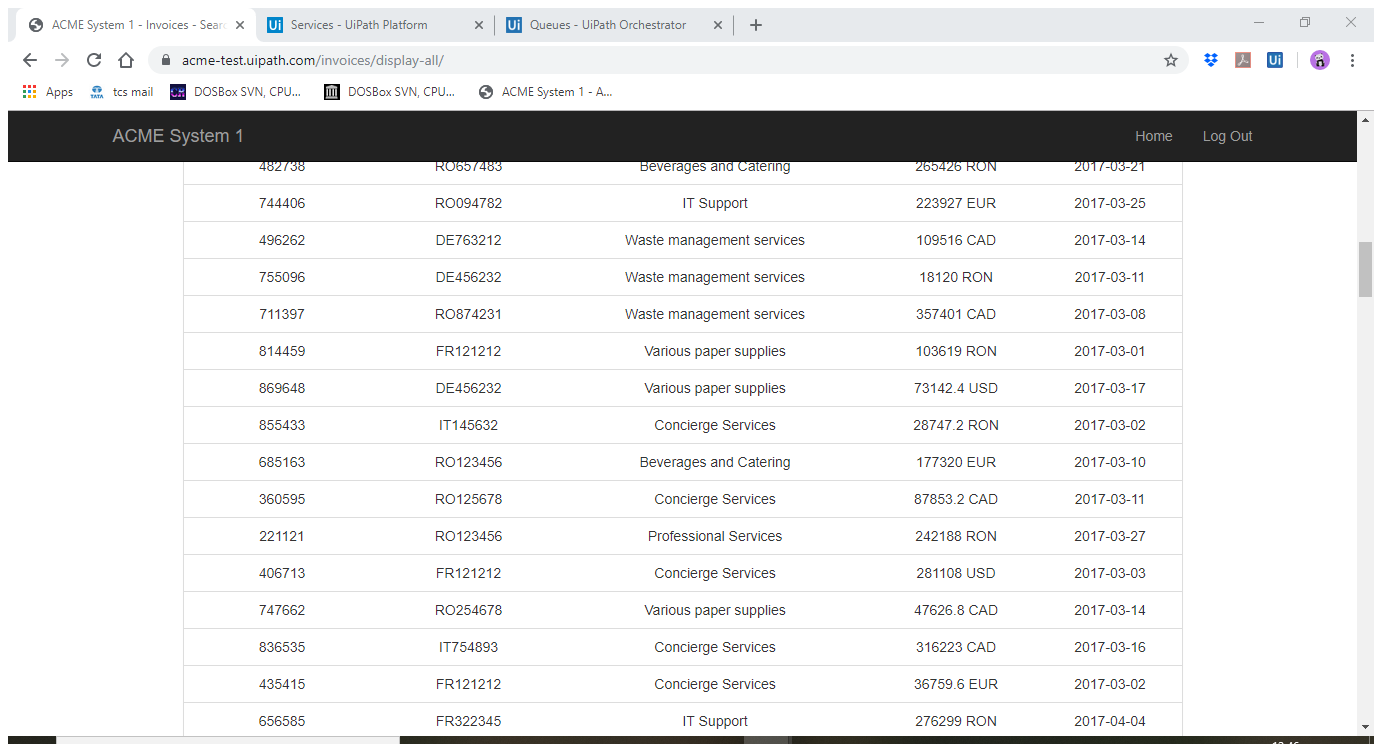 ACME System 1 - Invoices - Sear
Services - UiPath Platform
Queues - UiPath Orchestrator
acme-test.uipath.com/invoices/display-all/
Ui
Apps
TATA
tcs mail
DOSBox SVN, CPU...
DOSBox SVN, CPU...
ACME System 1 - A...
ACME System 1
Home
Log Out
482738 RO657483 Beverages and Catering 265426 RON 2017-03-21
744406 RO094782 IT Support 223927 EUR 2017-03-25
496262 DE763212 Waste management services 109516 CAD 2017-03-14
755096 DE456232 Waste management services 18120 RON 2017-03-11
711397 RO874231 Waste management services 357401 CAD 2017-03-08
814459 FR121212 Various paper supplies 103619 RON 2017-03-01
869648 DE456232 Various paper supplies 73142.4 USD 2017-03-17
855433 IT145632 Concierge Services 28747.2 RON 2017-03-02
685163 RO123456 Beverages and Catering 177320 EUR 2017-03-10
360595 RO125678 Concierge Services 87853.2 CAD 2017-03-11
221121 RO123456 Professional Services 242188 RON 2017-03-27
406713 FR121212 Concierge Services 281108 USD 2017-03-03
747662 RO254678 Various paper supplies 47626.8 CAD 2017-03-14
836535 IT754893 Concierge Services 316223 CAD 2017-03-16
435415 FR121212 Concierge Services 36759.6 EUR 2017-03-02
656585 FR322345 IT Support 276299 RON 2017-04-04